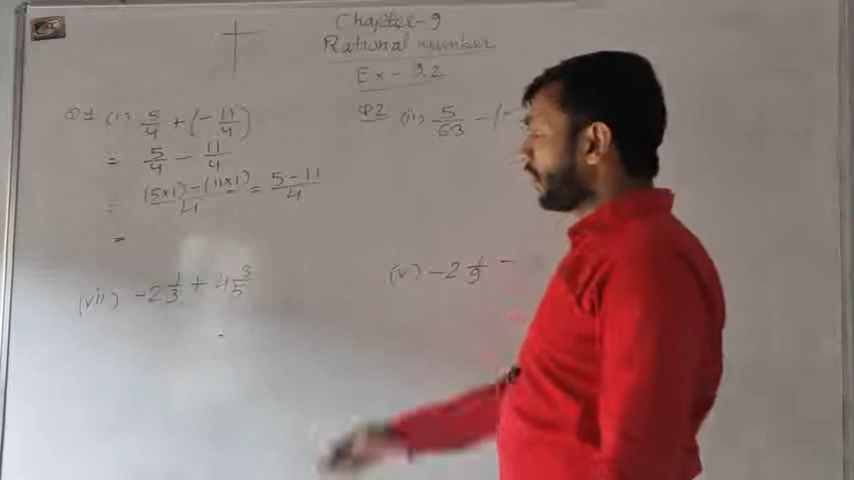 Chapter-9
Rational number
Ex - 9.2
Q1 (i) 5/4 + (-11/4)
= 5/4 - 11/4
= (5×1)-(11×1)/4 = 5-11/4
=
(vii) -2 1/3 + 4 3/5
Q2 (ii) 5/63 - (-
(v) -2 1/9 -